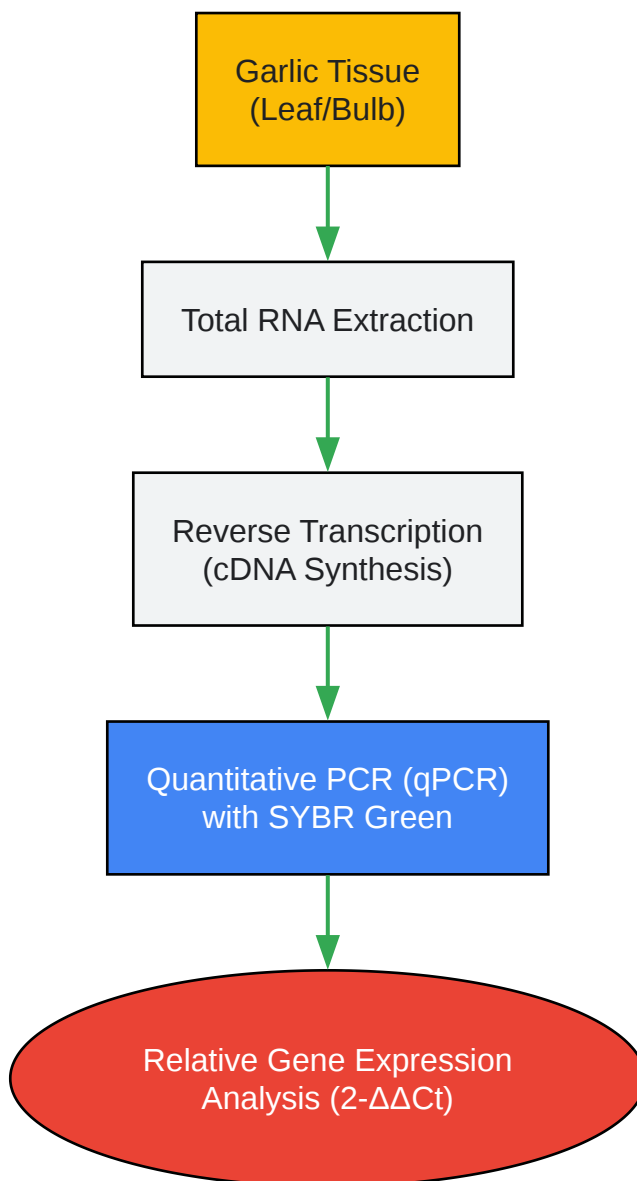 Garlic Tissue
(Leaf/Bulb)
Total RNA Extraction
Reverse Transcription
(cDNA Synthesis)
Quantitative PCR (qPCR)
with SYBR Green
Relative Gene Expression
Analysis (2-ΔΔCt)